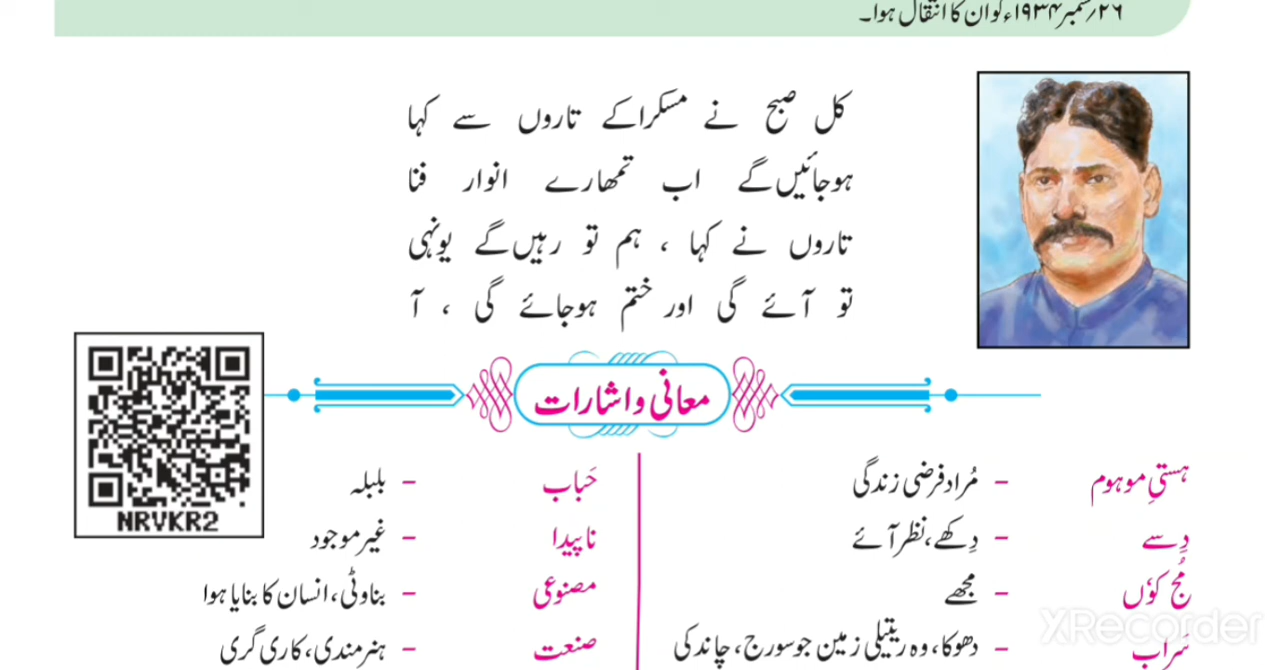 ۲۶؍ستمبر ۱۹۳۴ء کو ان کا انتقال ہوا۔
کل صبح نے مسکرا کے تاروں سے کہا
ہوجائیں گے اب تمھارے انوار فنا
تاروں نے کہا ، ہم تو رہیں گے یونہی
تو آئے گی اور ختم ہوجائے گی ، آ
معانی و اشارات
ہستیِ موہوم – مُراد فرضی زندگی
دِسے – دِکھے، نظر آئے
مُج کوٗں – مجھے
سَراب – دھوکا، وہ ریتیلی زمین جو سورج، چاند کی
حَباب – بلبلہ
ناپیدا – غیر موجود
مصنوعی – بناوٹی، انسان کا بنایا ہوا
صنعت – ہنرمندی، کاری گری
NRVKR2
XRecorder